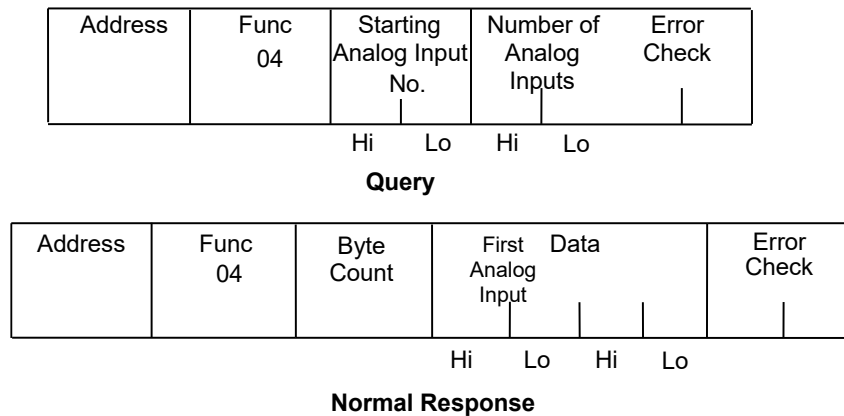 Address Func Starting Number of Error
04 Analog Input Analog Check
No. Inputs
Hi Lo Hi Lo
Query
Address Func Byte First Data Error
04 Count Analog Check
Input
Hi Lo Hi Lo
Normal Response